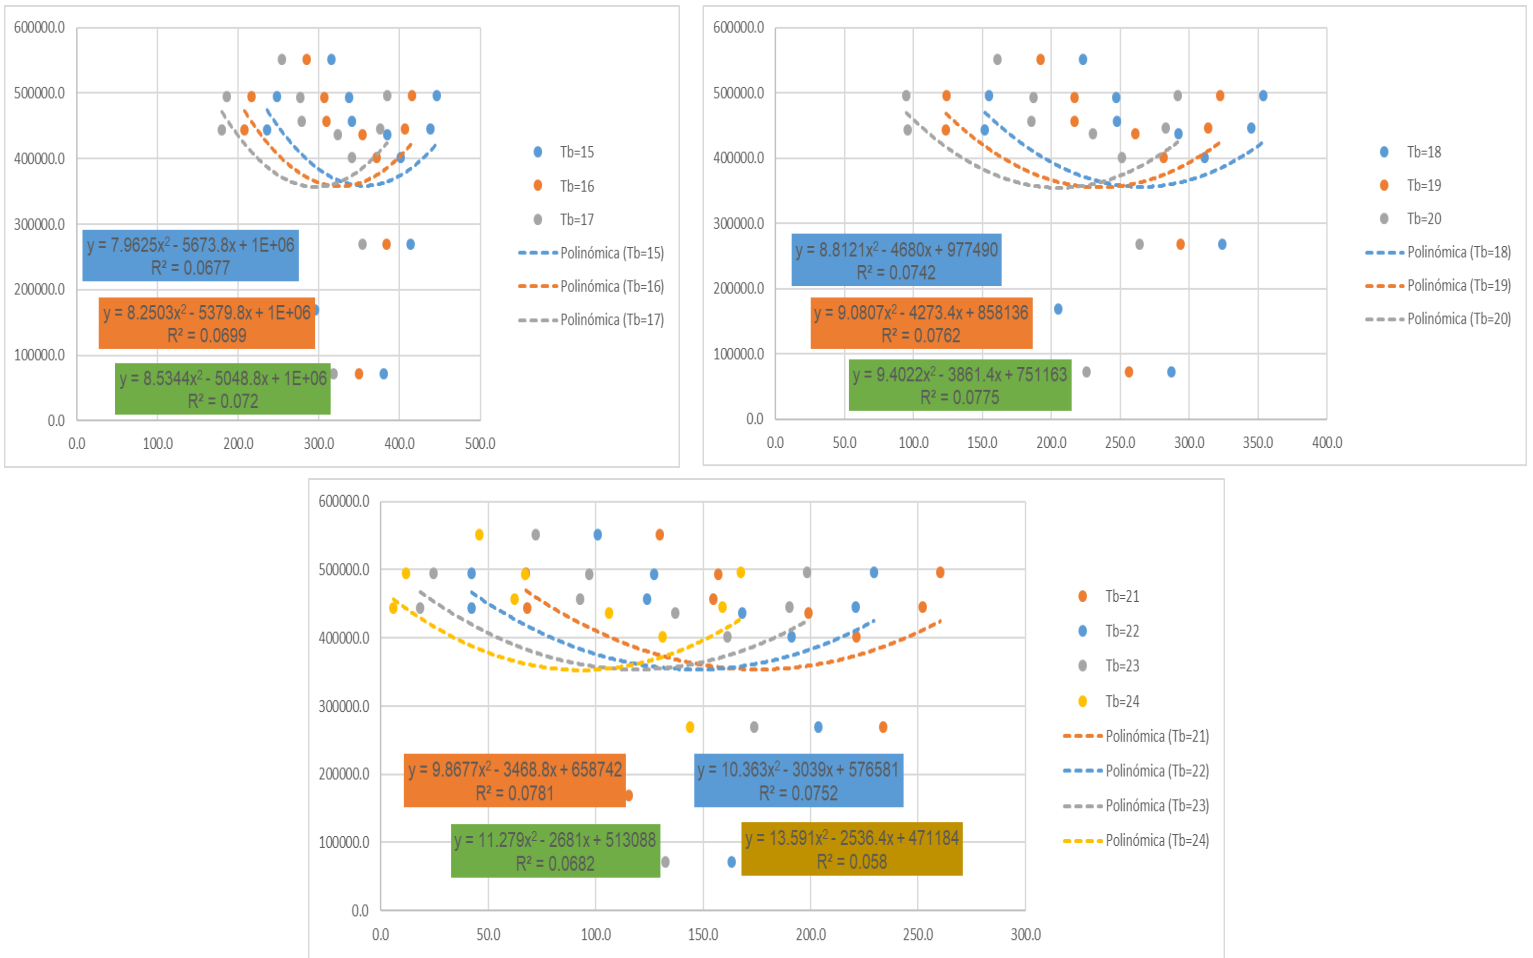 600000.0
500000.0
400000.0
300000.0
200000.0
100000.0
0.0
0.0 100.0 200.0 300.0 400.0 500.0
y = 7.9625x² - 5673.8x + 1E+06
R² = 0.0677
y = 8.2503x² - 5379.8x + 1E+06
R² = 0.0699
y = 8.5344x² - 5048.8x + 1E+06
R² = 0.072
Tb=15
Tb=16
Tb=17
Polinómica (Tb=15)
Polinómica (Tb=16)
Polinómica (Tb=17)
600000.0
500000.0
400000.0
300000.0
200000.0
100000.0
0.0
0.0 50.0 100.0 150.0 200.0 250.0 300.0 350.0 400.0
y = 8.8121x² - 4680x + 977490
R² = 0.0742
y = 9.0807x² - 4273.4x + 858136
R² = 0.0762
y = 9.4022x² - 3861.4x + 751163
R² = 0.0775
Tb=18
Tb=19
Tb=20
Polinómica (Tb=18)
Polinómica (Tb=19)
Polinómica (Tb=20)
600000.0
500000.0
400000.0
300000.0
200000.0
100000.0
0.0
0.0 50.0 100.0 150.0 200.0 250.0 300.0
y = 9.8677x² - 3468.8x + 658742
R² = 0.0781
y = 10.363x² - 3039x + 576581
R² = 0.0752
y = 11.279x² - 2681x + 513088
R² = 0.0682
y = 13.591x² - 2536.4x + 471184
R² = 0.058
Tb=21
Tb=22
Tb=23
Tb=24
Polinómica (Tb=21)
Polinómica (Tb=22)
Polinómica (Tb=23)
Polinómica (Tb=24)